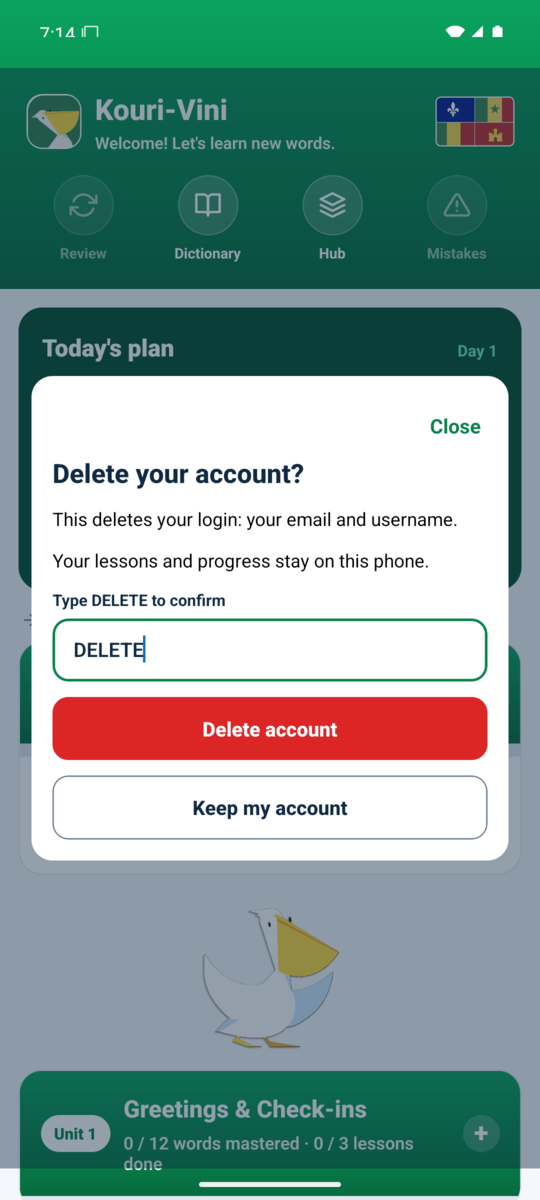 7:14
Kouri-Vini
Welcome! Let's learn new words.
Review
Dictionary
Hub
Mistakes
Today's plan
Day 1
Close
Delete your account?
This deletes your login: your email and username.
Your lessons and progress stay on this phone.
Type DELETE to confirm
DELETE
Delete account
Keep my account
Unit 1
Greetings & Check-ins
0 / 12 words mastered · 0 / 3 lessons
done